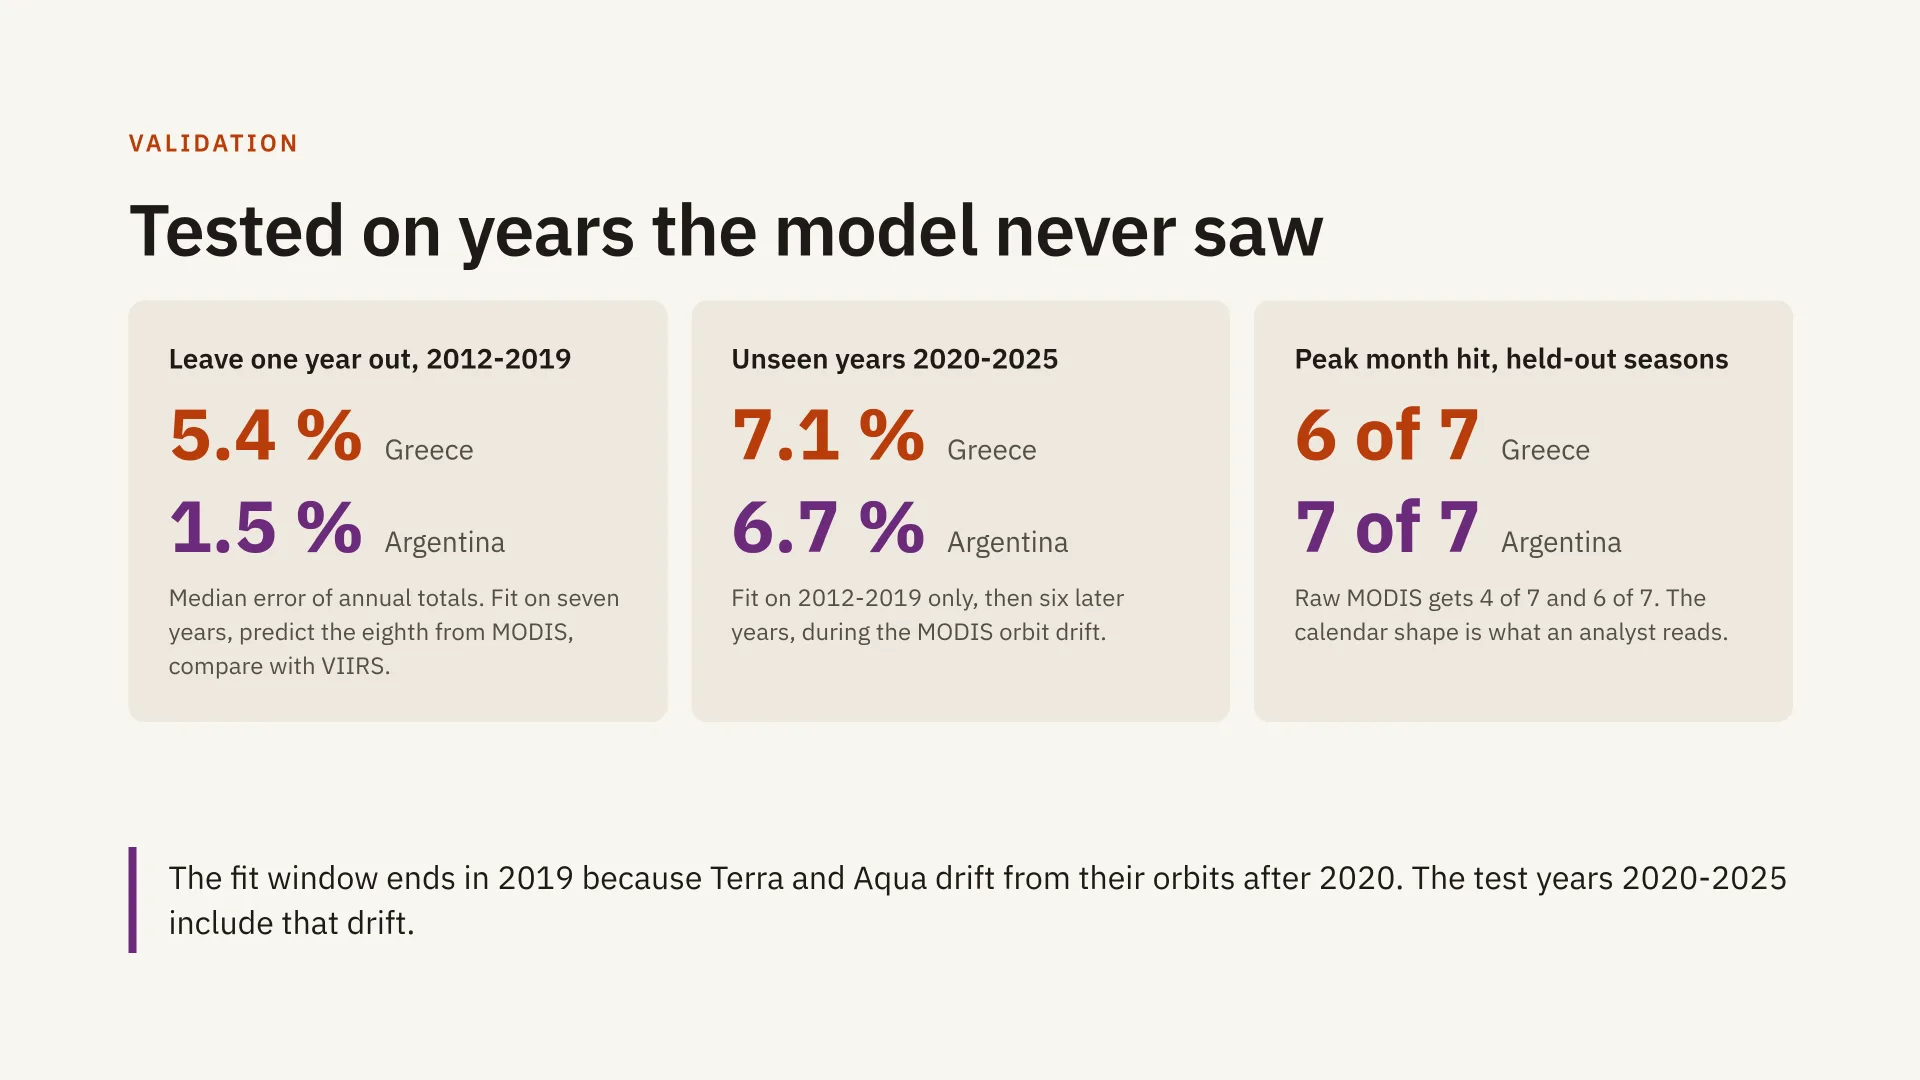 VALIDATION
Tested on years the model never saw
Leave one year out, 2012-2019
5.4 % Greece
1.5 % Argentina
Median error of annual totals. Fit on seven
years, predict the eighth from MODIS,
compare with VIIRS.
Unseen years 2020-2025
7.1 % Greece
6.7 % Argentina
Fit on 2012-2019 only, then six later
years, during the MODIS orbit drift.
Peak month hit, held-out seasons
6 of 7 Greece
7 of 7 Argentina
Raw MODIS gets 4 of 7 and 6 of 7. The
calendar shape is what an analyst reads.
The fit window ends in 2019 because Terra and Aqua drift from their orbits after 2020. The test years 2020-2025
include that drift.